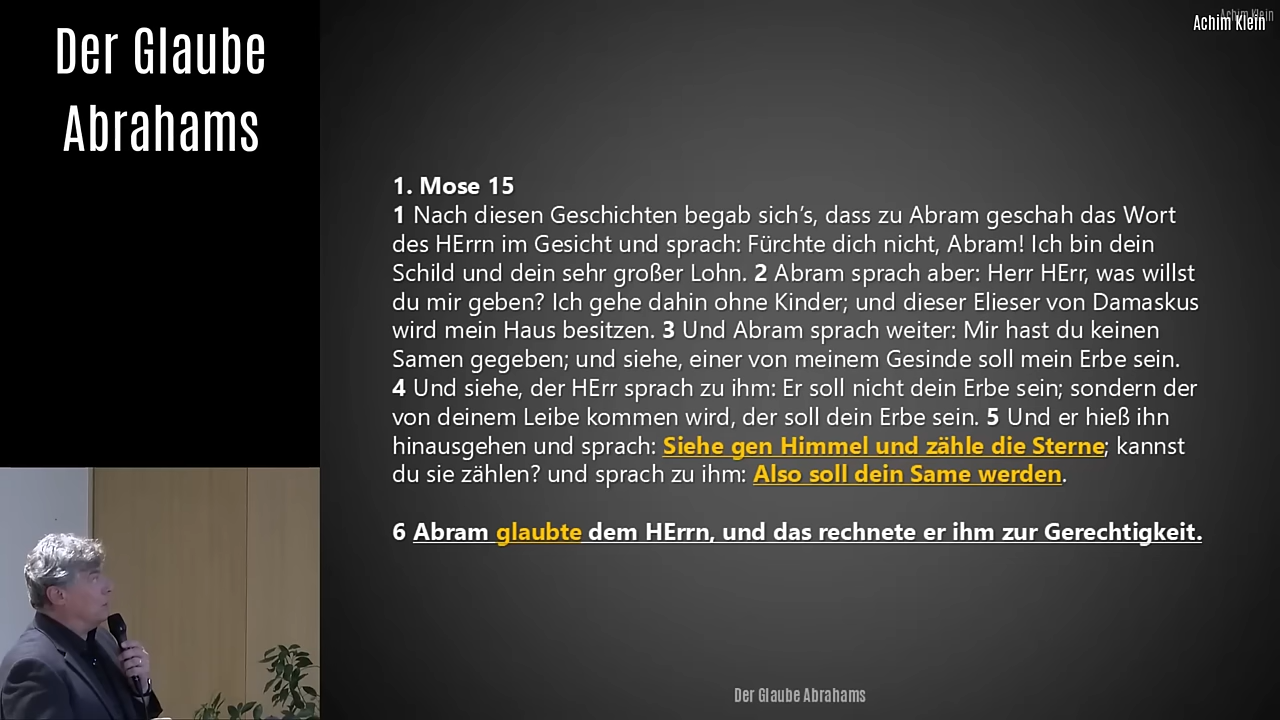 Der Glaube
Abrahams
Achim Klein
Achim Klein
1. Mose 15
1 Nach diesen Geschichten begab sich’s, dass zu Abram geschah das Wort
des HErrn im Gesicht und sprach: Fürchte dich nicht, Abram! Ich bin dein
Schild und dein sehr großer Lohn. 2 Abram sprach aber: Herr HErr, was willst
du mir geben? Ich gehe dahin ohne Kinder; und dieser Elieser von Damaskus
wird mein Haus besitzen. 3 Und Abram sprach weiter: Mir hast du keinen
Samen gegeben; und siehe, einer von meinem Gesinde soll mein Erbe sein.
4 Und siehe, der HErr sprach zu ihm: Er soll nicht dein Erbe sein; sondern der
von deinem Leibe kommen wird, der soll dein Erbe sein. 5 Und er hieß ihn
hinausgehen und sprach: Siehe gen Himmel und zähle die Sterne; kannst
du sie zählen? und sprach zu ihm: Also soll dein Same werden.
6 Abram glaubte dem HErrn, und das rechnete er ihm zur Gerechtigkeit.
Der Glaube Abrahams